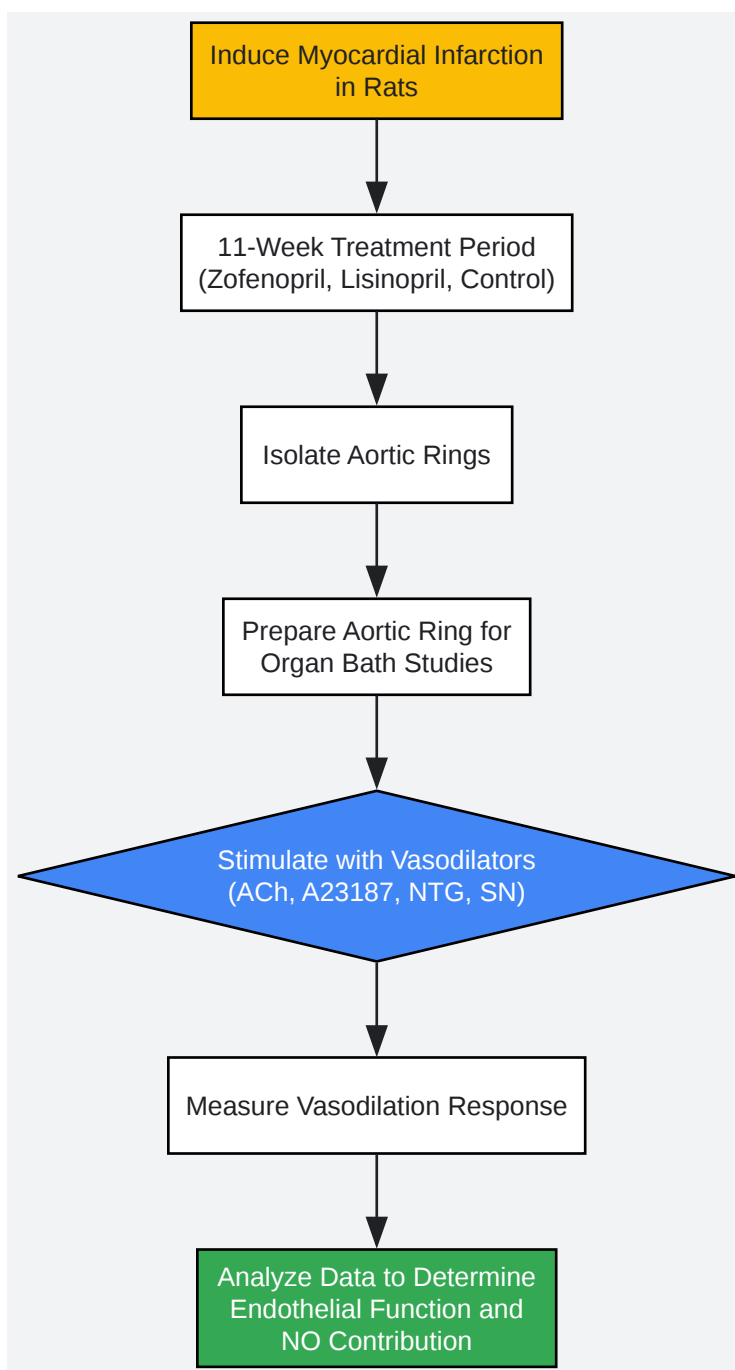 Induce Myocardial Infarction
in Rats
11-Week Treatment Period
(Zofenopril, Lisinopril, Control)
Isolate Aortic Rings
Prepare Aortic Ring for
Organ Bath Studies
Stimulate with Vasodilators
(ACh, A23187, NTG, SN)
Measure Vasodilation Response
Analyze Data to Determine
Endothelial Function and
NO Contribution